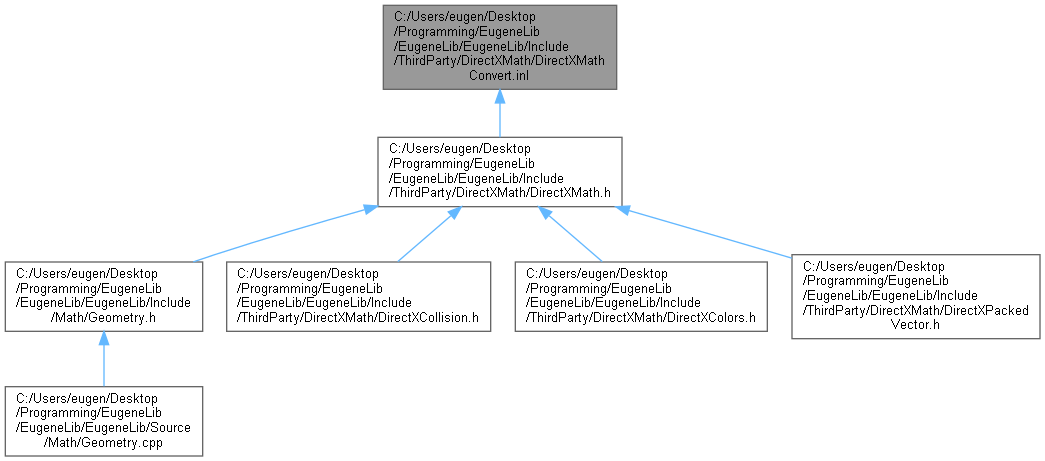 C:/Users/eugen/Desktop
/Programming/EugeneLib
/EugeneLib/EugeneLib/Include
/ThirdParty/DirectXMath/DirectXMath
Convert.inl
C:/Users/eugen/Desktop
/Programming/EugeneLib
/EugeneLib/EugeneLib/Include
/ThirdParty/DirectXMath/DirectXMath.h
C:/Users/eugen/Desktop
/Programming/EugeneLib
/EugeneLib/EugeneLib/Include
/Math/Geometry.h
C:/Users/eugen/Desktop
/Programming/EugeneLib
/EugeneLib/EugeneLib/Include
/ThirdParty/DirectXMath/DirectXCollision.h
C:/Users/eugen/Desktop
/Programming/EugeneLib
/EugeneLib/EugeneLib/Include
/ThirdParty/DirectXMath/DirectXColors.h
C:/Users/eugen/Desktop
/Programming/EugeneLib
/EugeneLib/EugeneLib/Include
/ThirdParty/DirectXMath/DirectXPacked
Vector.h
C:/Users/eugen/Desktop
/Programming/EugeneLib
/EugeneLib/EugeneLib/Source
/Math/Geometry.cpp